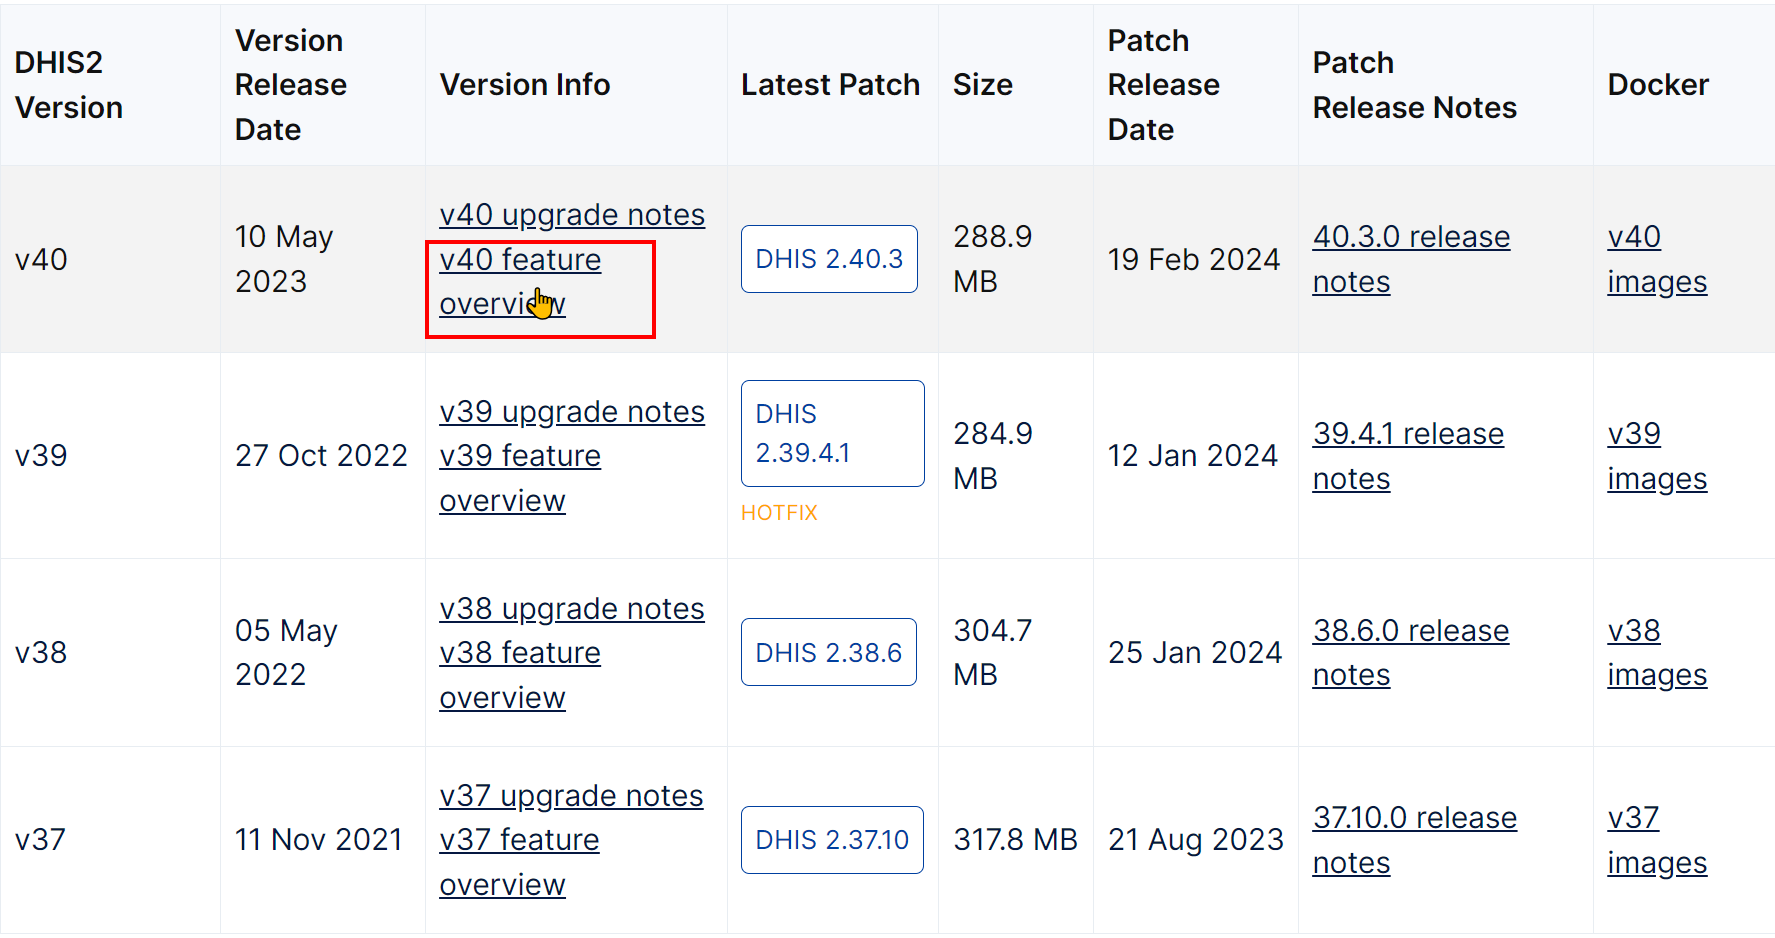 DHIS2
Version
Version
Release
Date
Version Info
Latest Patch
Size
Patch
Release
Date
Patch
Release Notes
Docker
v40
10 May
2023
v40 upgrade notes
v40 feature
overview
DHIS 2.40.3
288.9
MB
19 Feb 2024
40.3.0 release
notes
v40
images
v39
27 Oct 2022
v39 upgrade notes
v39 feature
overview
DHIS
2.39.4.1
HOTFIX
284.9
MB
12 Jan 2024
39.4.1 release
notes
v39
images
v38
05 May
2022
v38 upgrade notes
v38 feature
overview
DHIS 2.38.6
304.7
MB
25 Jan 2024
38.6.0 release
notes
v38
images
v37
11 Nov 2021
v37 upgrade notes
v37 feature
overview
DHIS 2.37.10
317.8 MB
21 Aug 2023
37.10.0 release
notes
v37
images